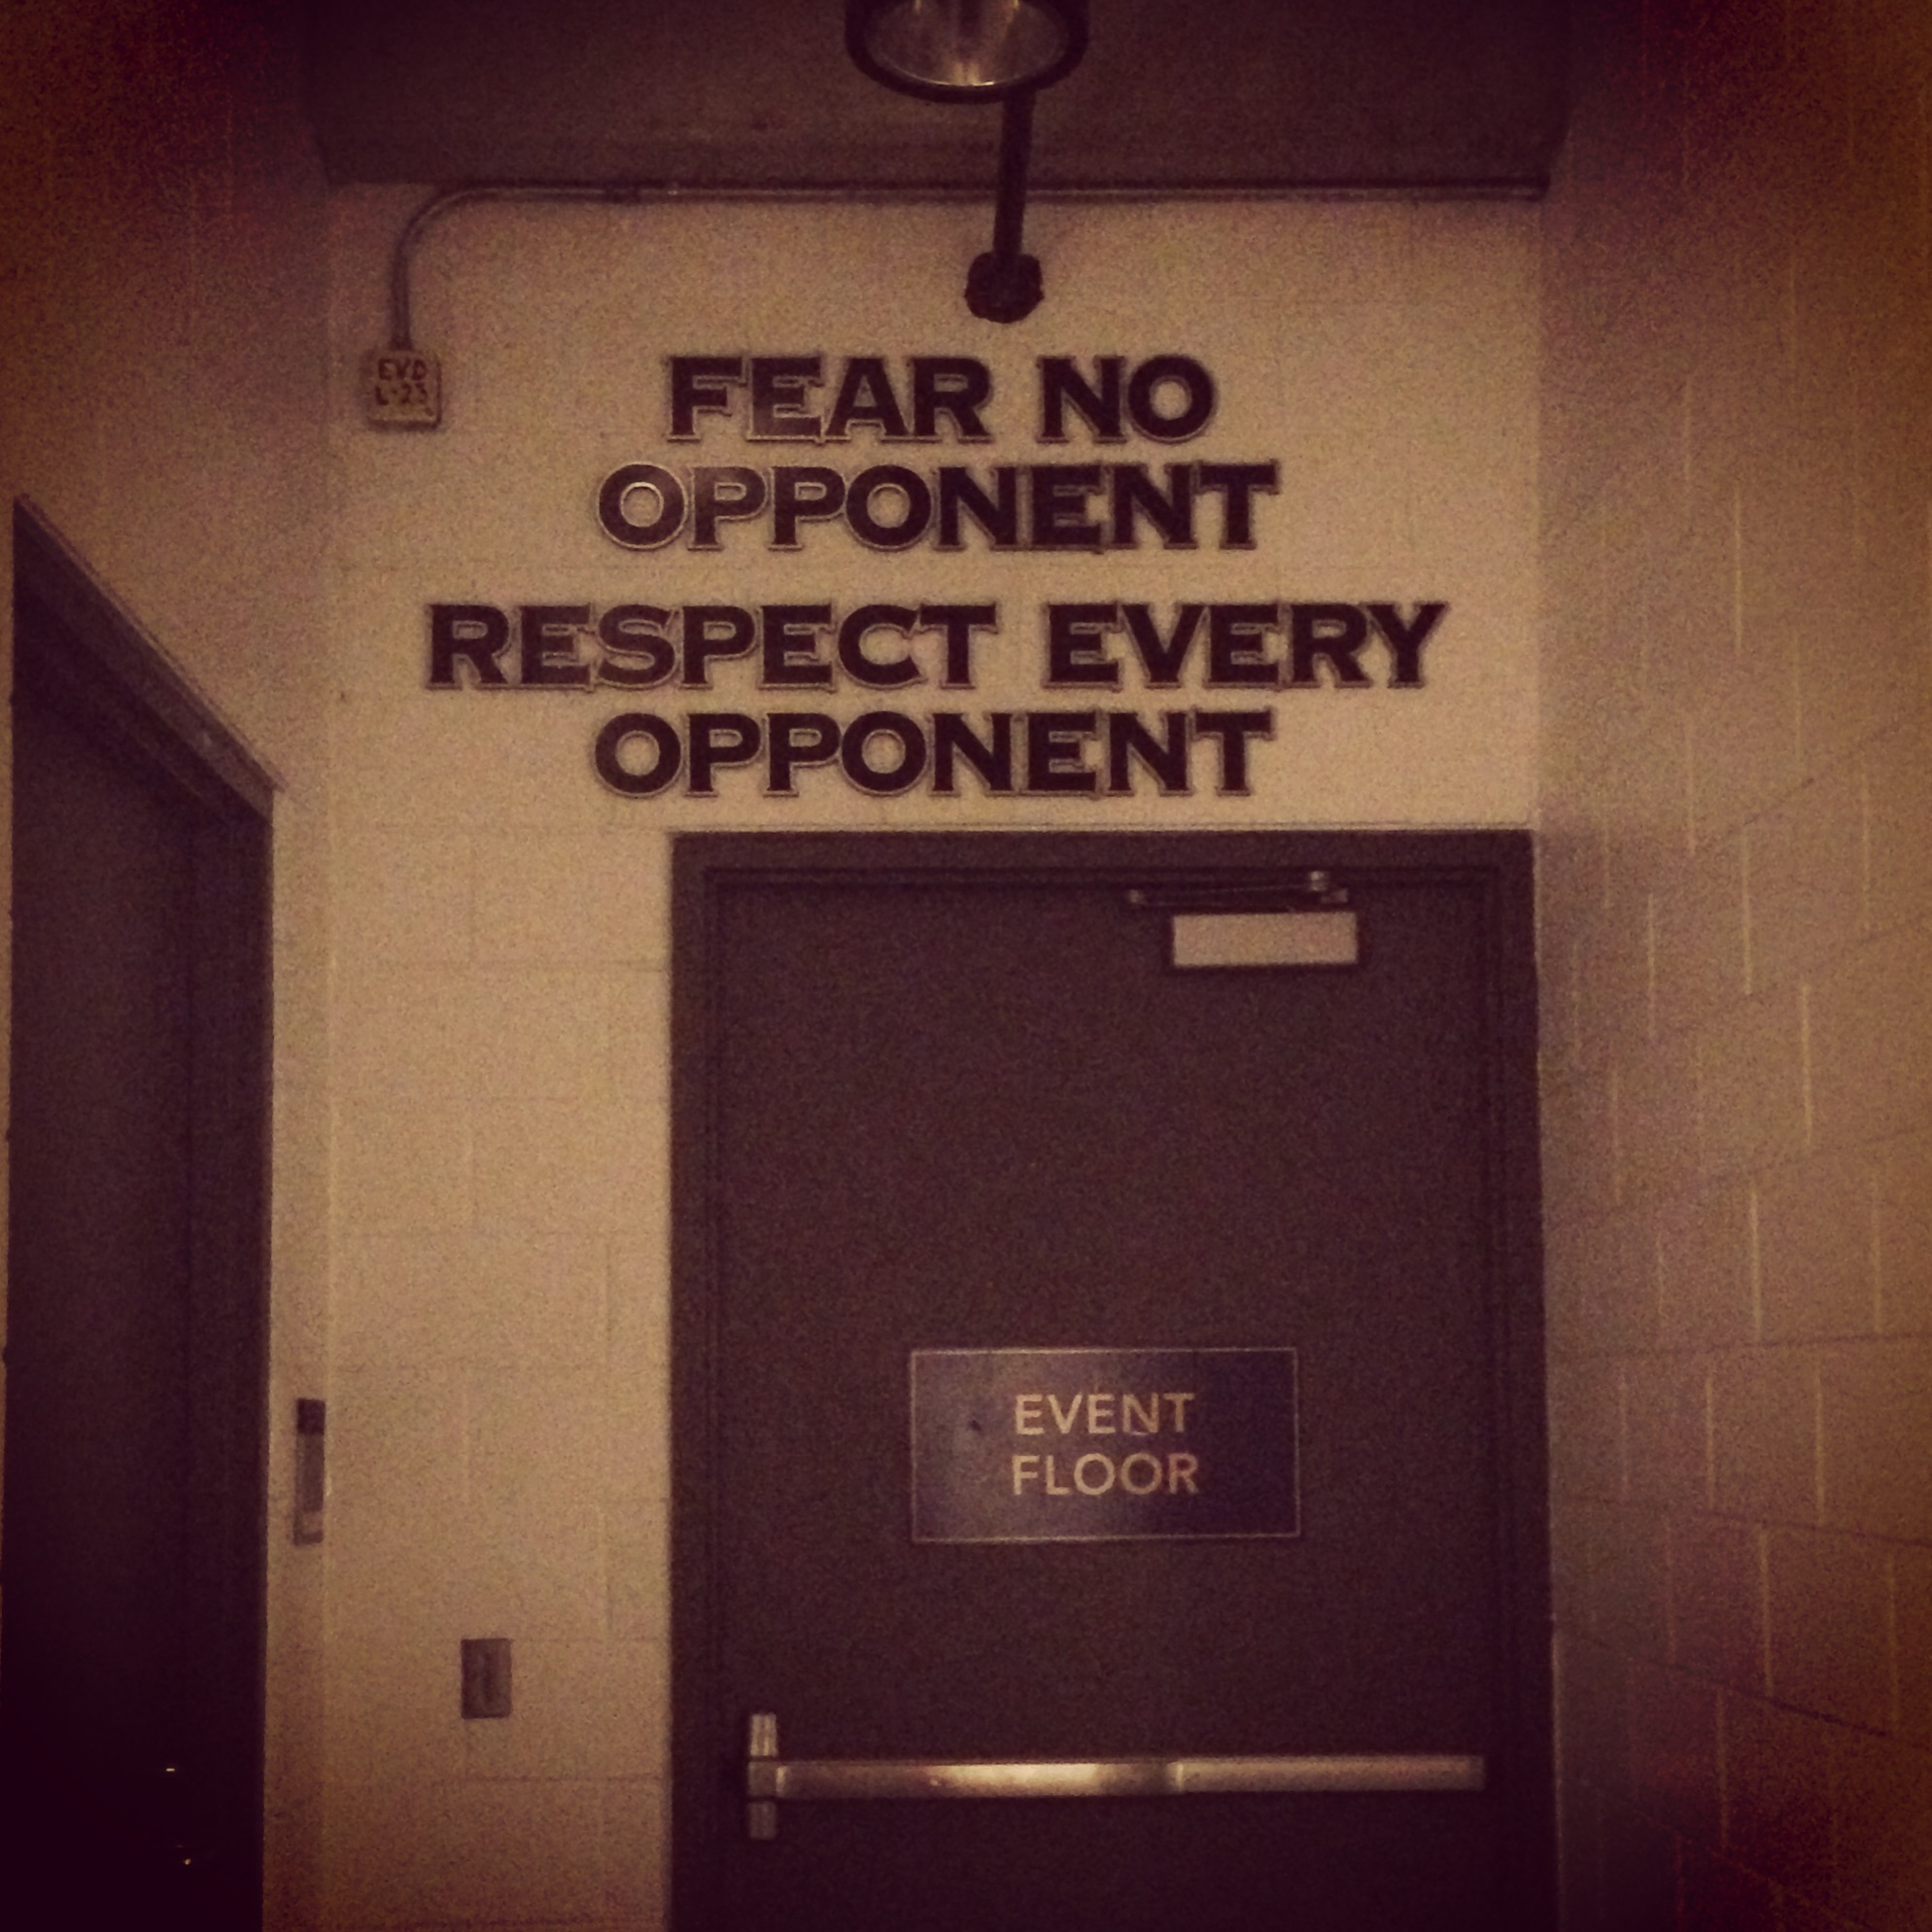 EVD
L-23
FEAR NO
OPPONENT
RESPECT EVERY
OPPONENT
EVENT
FLOOR